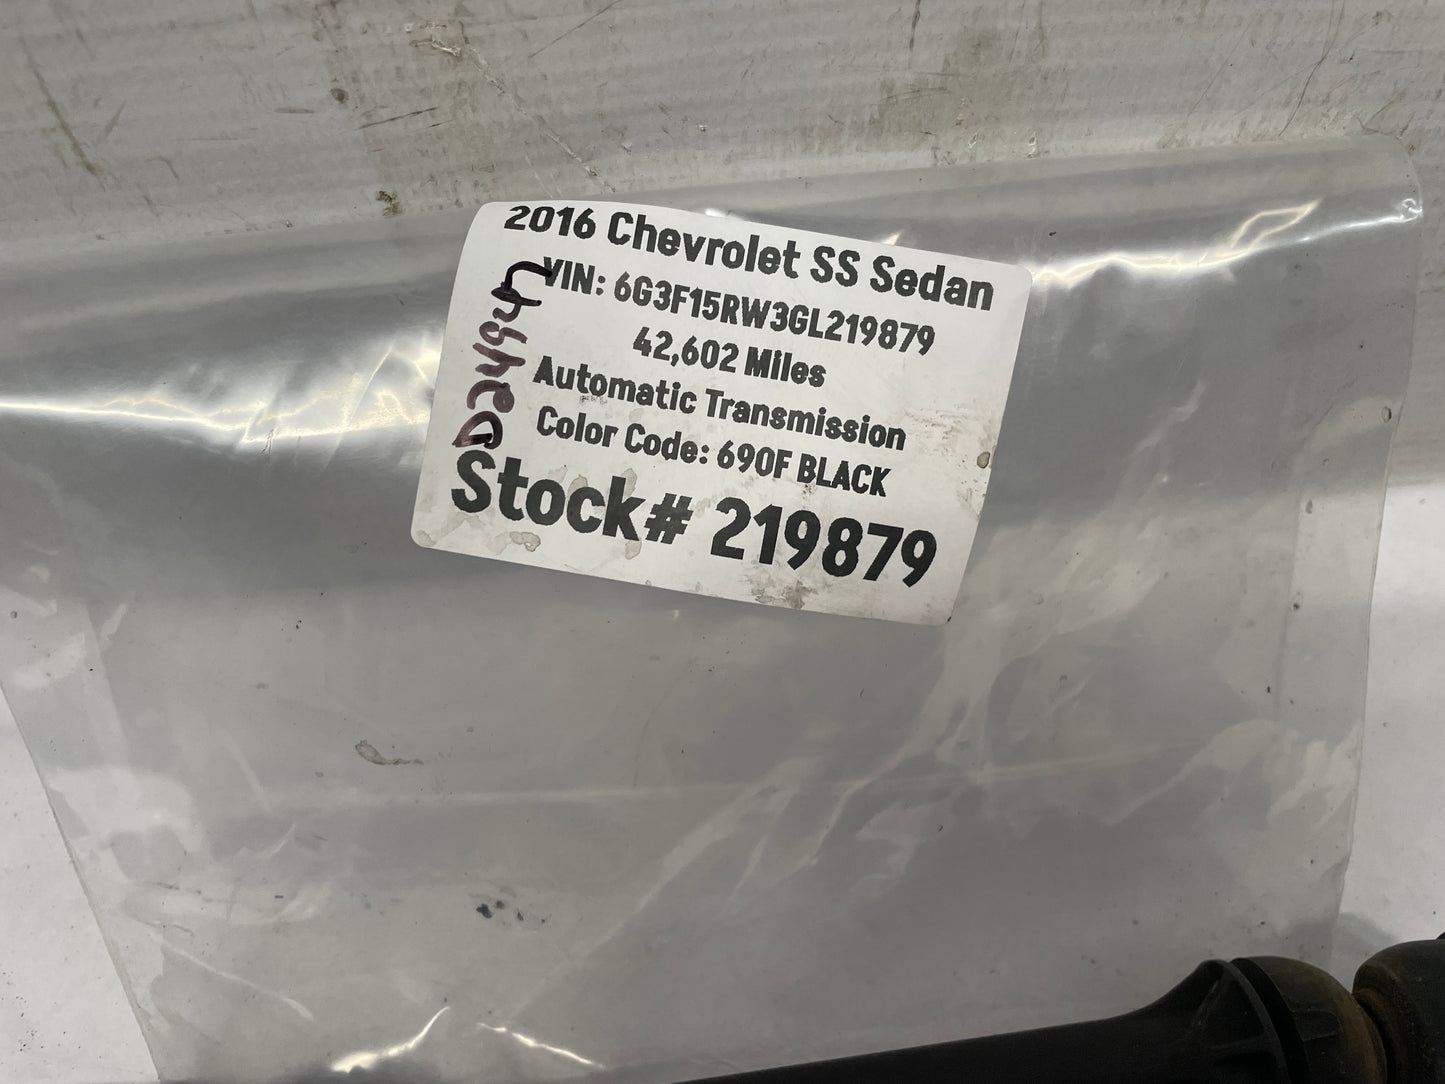 2016 Chevrolet SS Sedan
VIN: 6G3F15RW3GL219879
42,602 Miles
Automatic Transmission
Color Code: 690F BLACK
Stock# 219879